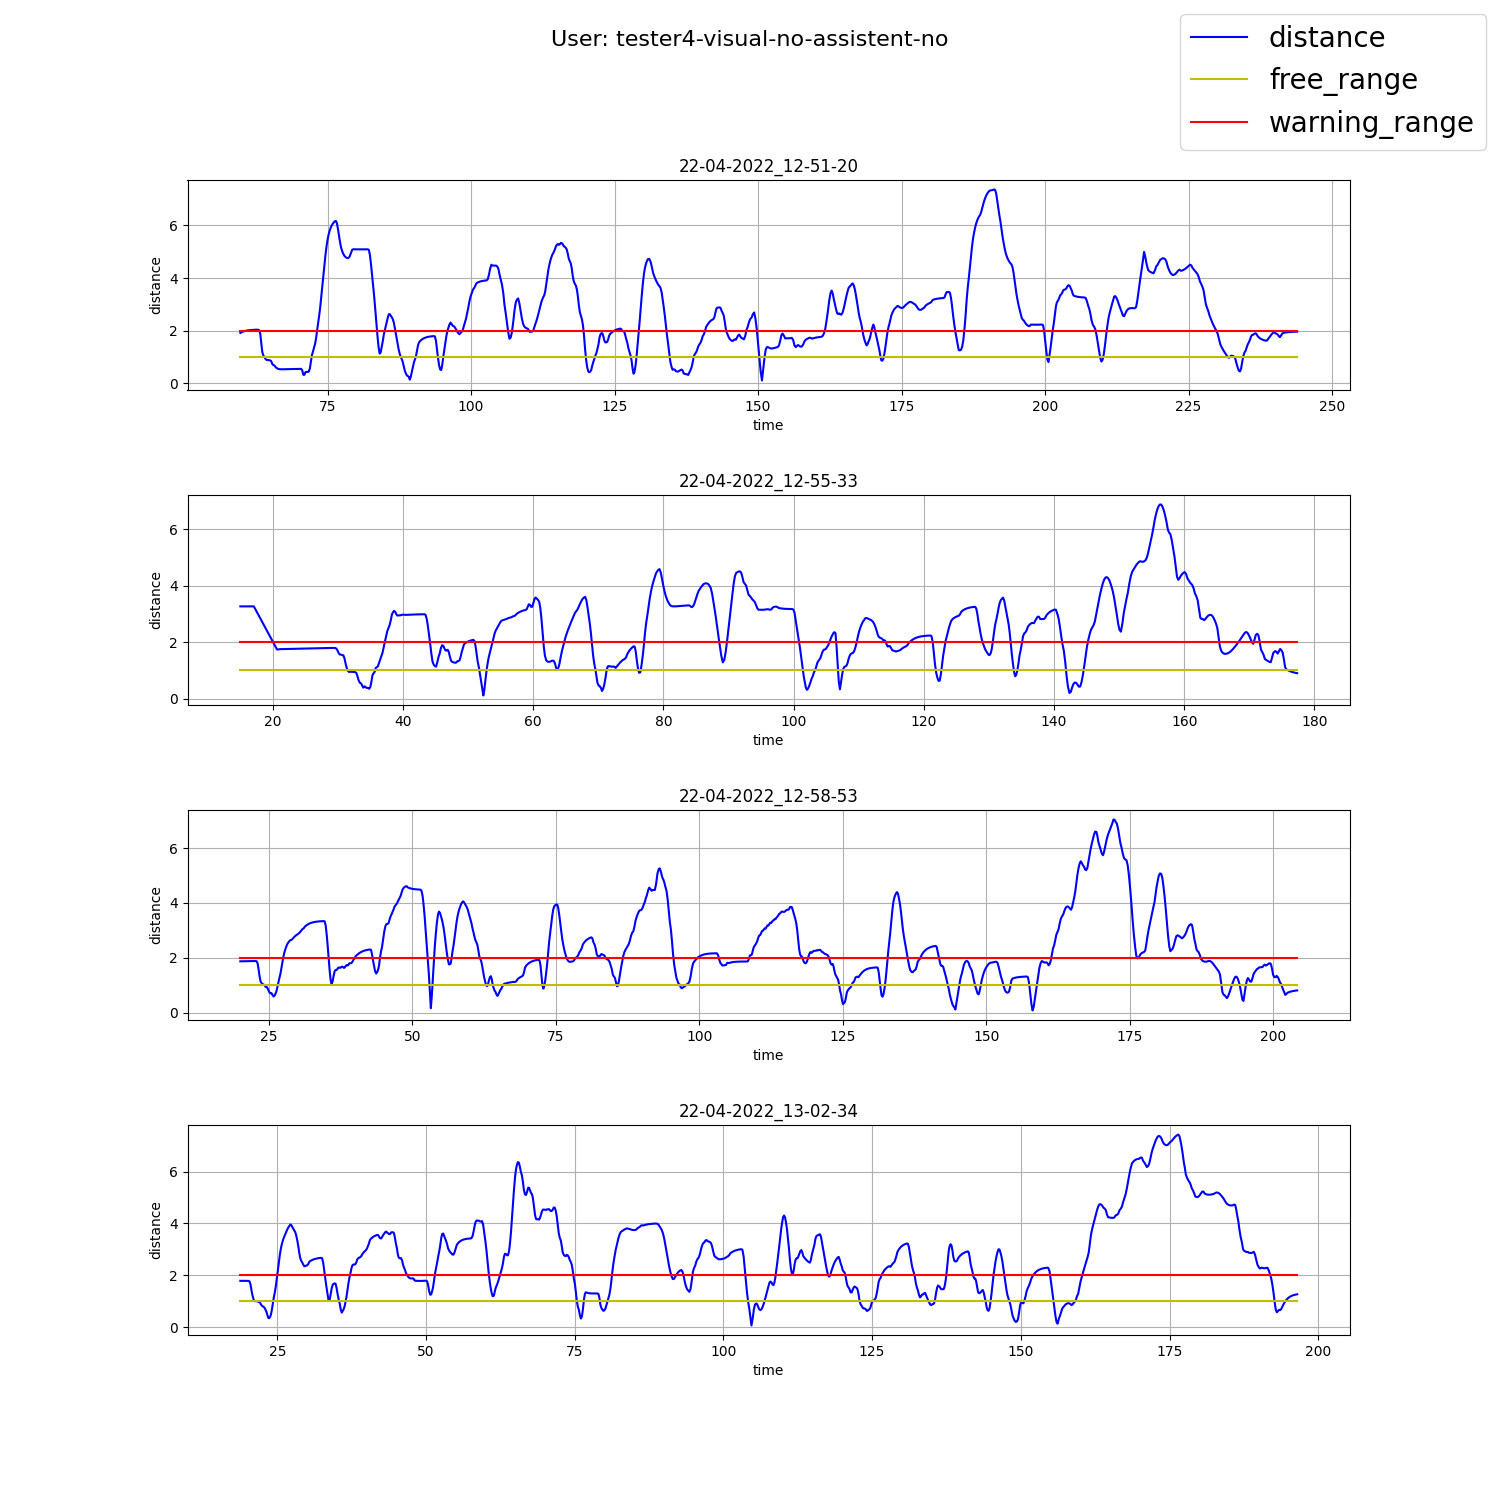 User: tester4-visual-no-assistent-no
distance
free_range
warning_range
22-04-2022_12-51-20
distance
6
4
2
0
75 100 125 150 175 200 225 250
time
22-04-2022_12-55-33
distance
6
4
2
0
20 40 60 80 100 120 140 160 180
time
22-04-2022_12-58-53
distance
6
4
2
0
25 50 75 100 125 150 175 200
time
22-04-2022_13-02-34
distance
6
4
2
0
25 50 75 100 125 150 175 200
time